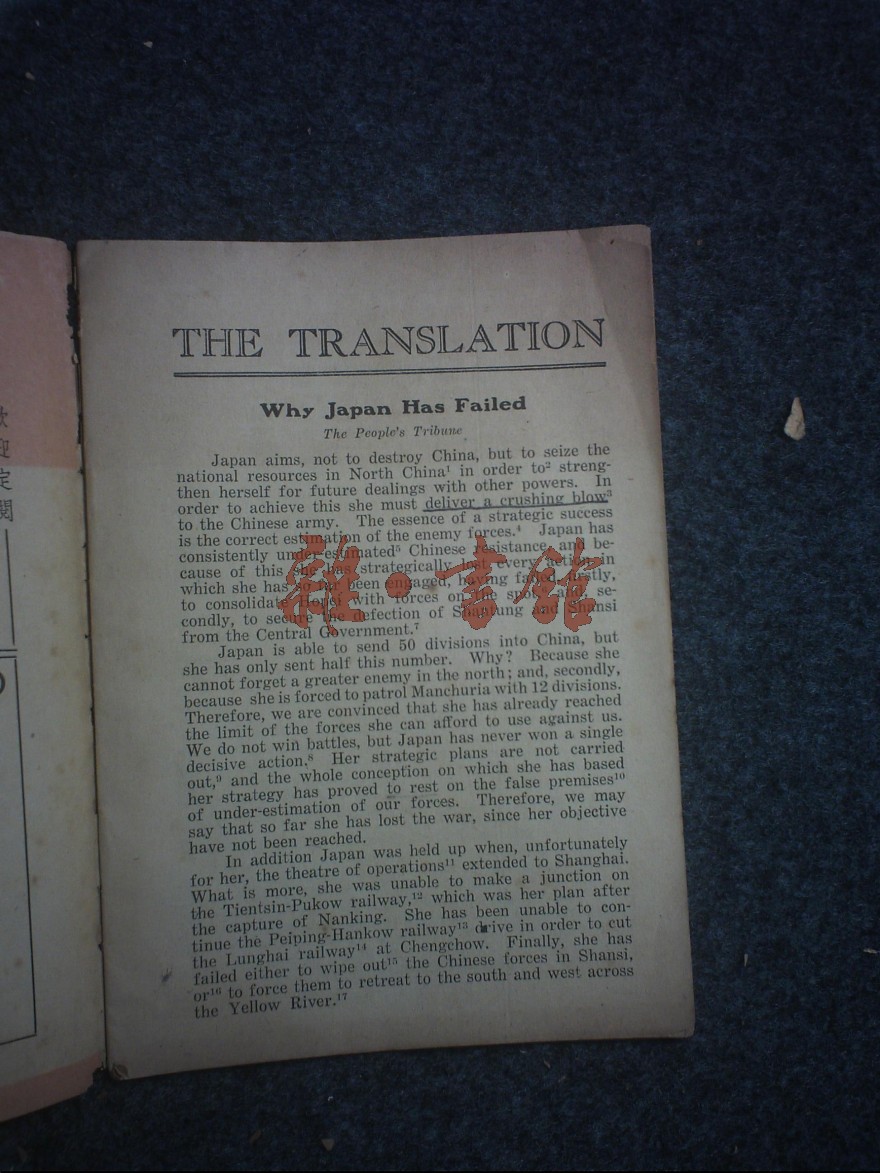 THE TRANSLATION
Why Japan Has Failed
The People's Tribune
Japan aims, not to destroy China, but to seize the
national resources in North China¹ in order to² streng-
then herself for future dealings with other powers. In
order to achieve this she must deliver a crushing blow³
to the Chinese army. The essence of a strategic success
is the correct estimation of the enemy forces.⁴ Japan has
consistently under-estimated⁵ Chinese resistance, and be-
cause of this she has strategically lost every action in
which she has so far been engaged, having failed, firstly,
to consolidate Hopei with forces on the spot, and, se-
condly, to secure the defection of Shantung and Shansi
from the Central Government.⁷
Japan is able to send 50 divisions into China, but
she has only sent half this number. Why? Because she
cannot forget a greater enemy in the north; and, secondly,
because she is forced to patrol Manchuria with 12 divisions.
Therefore, we are convinced that she has already reached
the limit of the forces she can afford to use against us.
We do not win battles, but Japan has never won a single
decisive action.⁸ Her strategic plans are not carried
out,⁹ and the whole conception on which she has based
her strategy has proved to rest on the false premises¹⁰
of under-estimation of our forces. Therefore, we may
say that so far she has lost the war, since her objective
have not been reached.
In addition Japan was held up when, unfortunately
for her, the theatre of operations¹¹ extended to Shanghai.
What is more, she was unable to make a junction on
the Tientsin-Pukow railway,¹² which was her plan after
the capture of Nanking. She has been unable to con-
tinue the Peiping-Hankow railway¹³ drive in order to cut
the Lunghai railway¹⁴ at Chengchow. Finally, she has
failed either to wipe out¹⁵ the Chinese forces in Shansi,
or¹⁶ to force them to retreat to the south and west across
the Yellow River.¹⁷
迎
定
閱